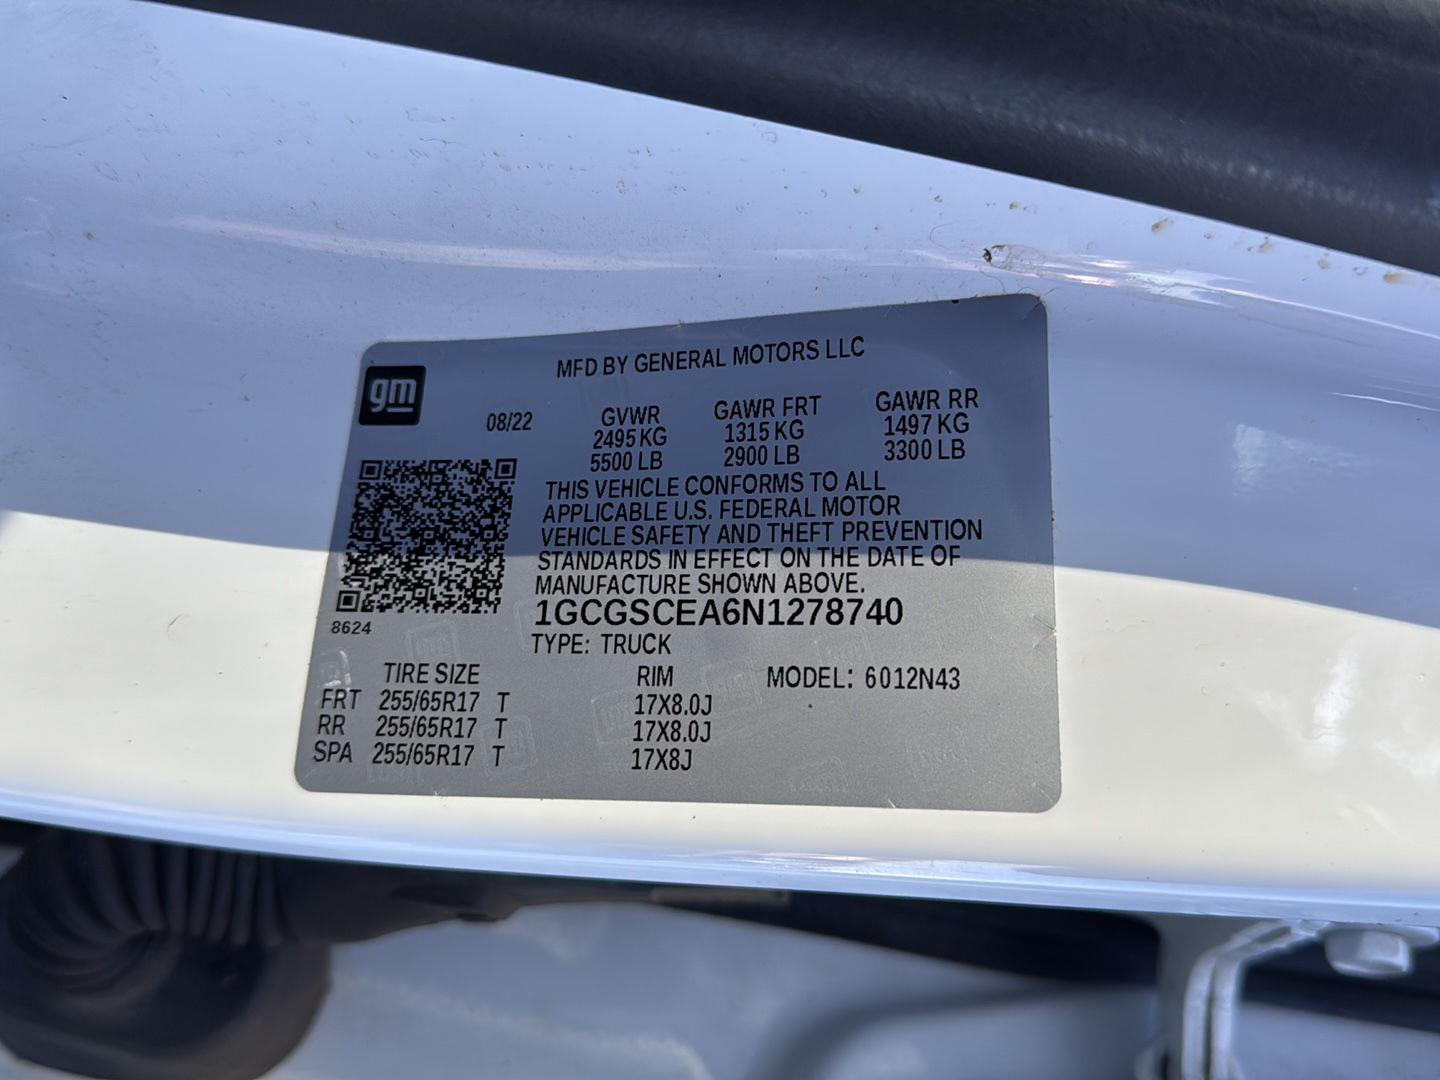 MFD BY GENERAL MOTORS LLC
gm
08/22 GVWR GAWR FRT GAWR RR
2495 KG 1315 KG 1497 KG
5500 LB 2900 LB 3300 LB
THIS VEHICLE CONFORMS TO ALL
APPLICABLE U.S. FEDERAL MOTOR
VEHICLE SAFETY AND THEFT PREVENTION
STANDARDS IN EFFECT ON THE DATE OF
MANUFACTURE SHOWN ABOVE.
1GCGSCEA6N1278740
8624
TYPE: TRUCK
TIRE SIZE RIM MODEL: 6012N43
FRT 255/65R17 T 17X8.0J
RR 255/65R17 T 17X8.0J
SPA 255/65R17 T 17X8J